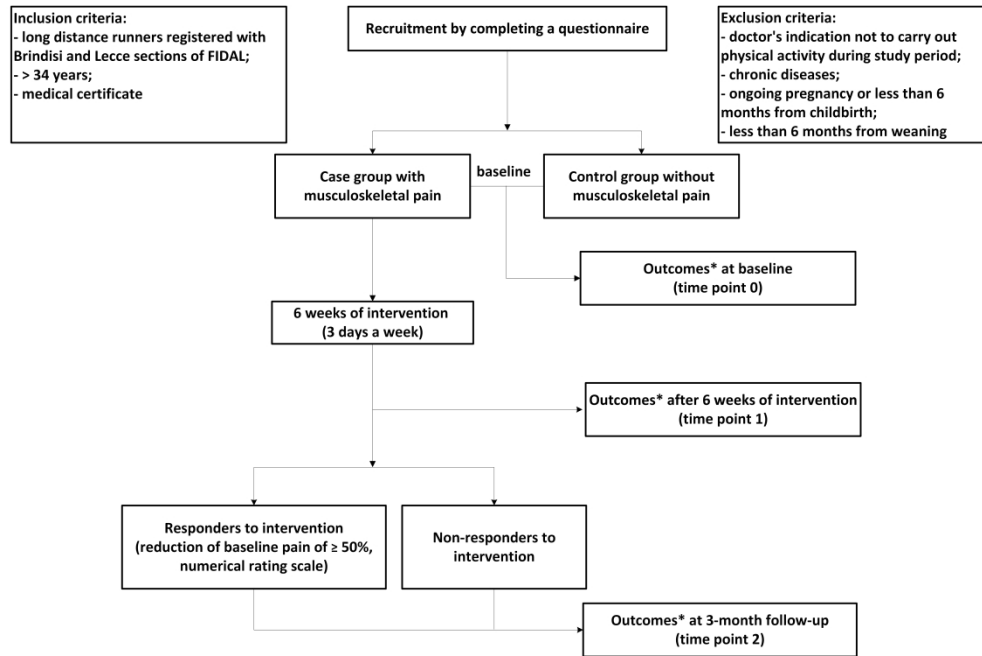 Inclusion criteria:
- long distance runners registered with
Brindisi and Lecce sections of FIDAL;
- > 34 years;
- medical certificate
Recruitment by completing a questionnaire
Exclusion criteria:
- doctor's indication not to carry out
physical activity during study period;
- chronic diseases;
- ongoing pregnancy or less than 6
months from childbirth;
- less than 6 months from weaning
Case group with
musculoskeletal pain
baseline
Control group without
musculoskeletal pain
Outcomes* at baseline
(time point 0)
6 weeks of intervention
(3 days a week)
Outcomes* after 6 weeks of intervention
(time point 1)
Responders to intervention
(reduction of baseline pain of ≥ 50%,
numerical rating scale)
Non-responders to
intervention
Outcomes* at 3-month follow-up
(time point 2)